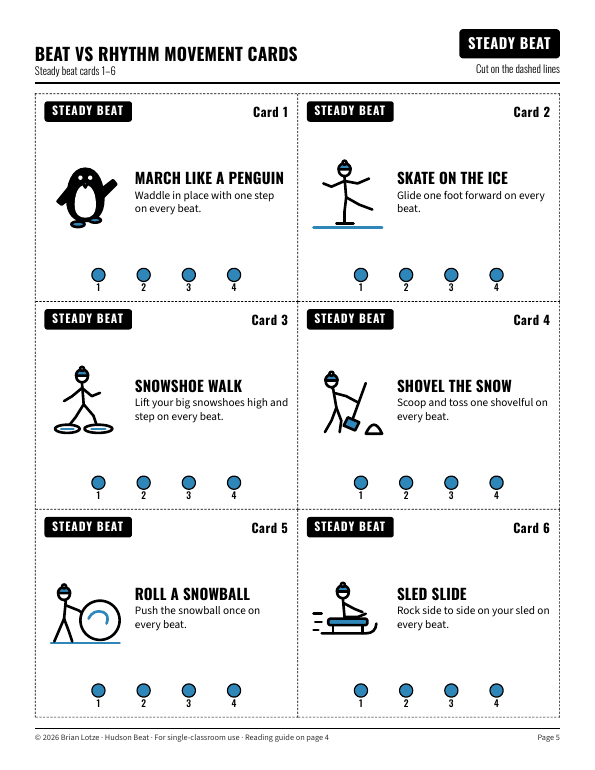 BEAT VS RHYTHM MOVEMENT CARDS
STEADY BEAT
Steady beat cards 1–6
Cut on the dashed lines
STEADY BEAT
Card 1
MARCH LIKE A PENGUIN
Waddle in place with one step
on every beat.
1 2 3 4
STEADY BEAT
Card 2
SKATE ON THE ICE
Glide one foot forward on every
beat.
1 2 3 4
STEADY BEAT
Card 3
SNOWSHOE WALK
Lift your big snowshoes high and
step on every beat.
1 2 3 4
STEADY BEAT
Card 4
SHOVEL THE SNOW
Scoop and toss one shovelful on
every beat.
1 2 3 4
STEADY BEAT
Card 5
ROLL A SNOWBALL
Push the snowball once on
every beat.
1 2 3 4
STEADY BEAT
Card 6
SLED SLIDE
Rock side to side on your sled on
every beat.
1 2 3 4
© 2026 Brian Lotze · Hudson Beat · For single-classroom use · Reading guide on page 4
Page 5